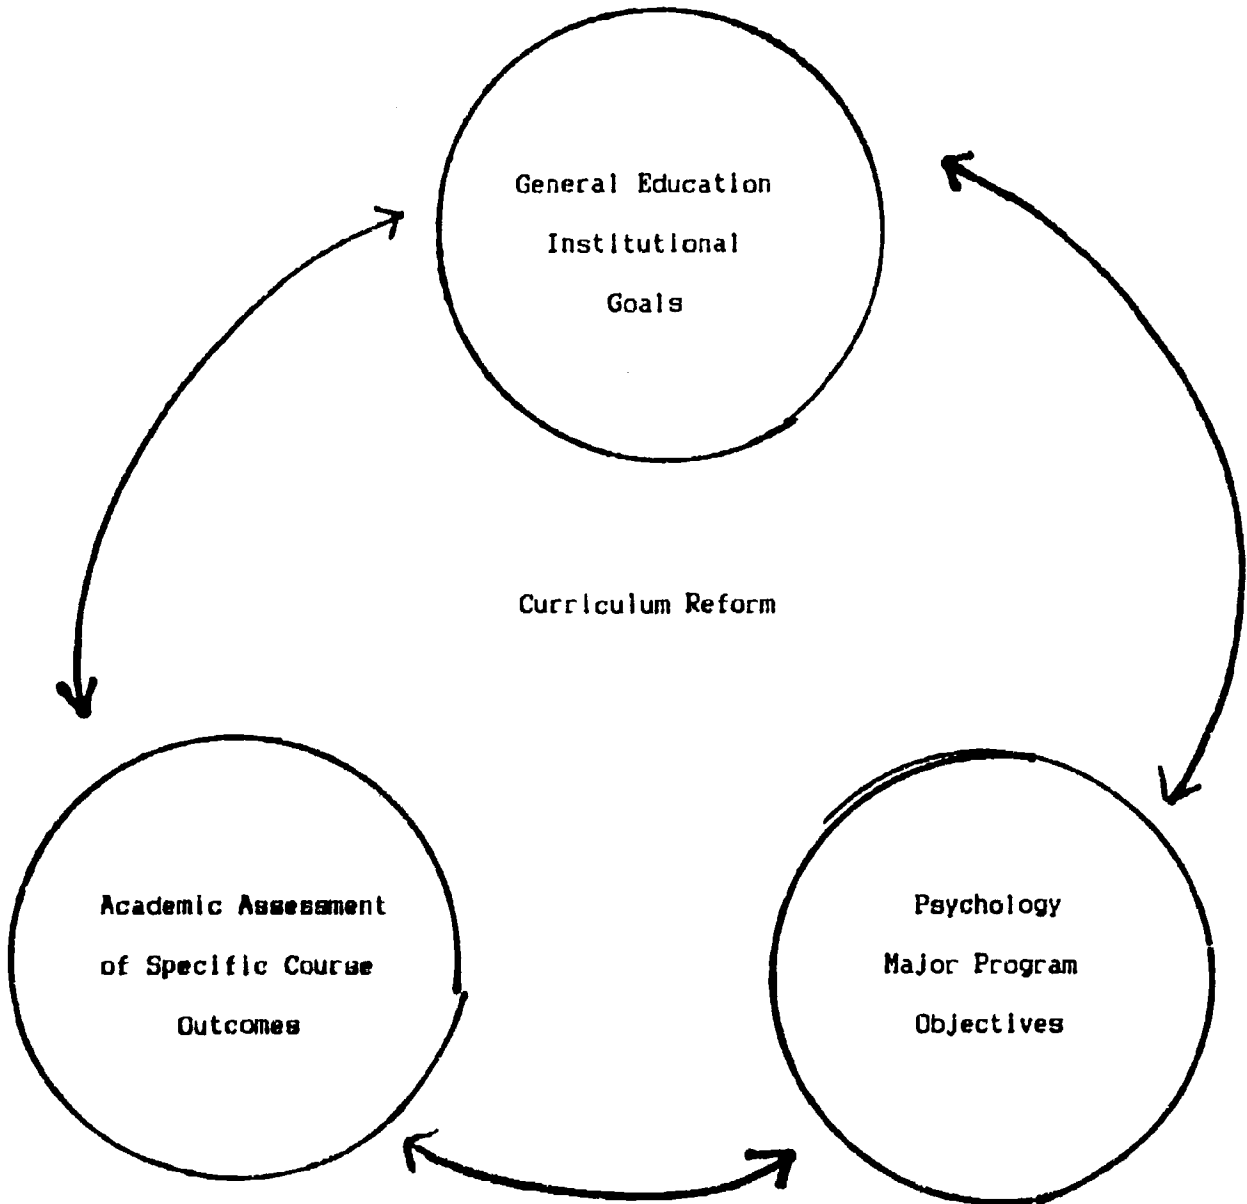 General Education
Institutional
Goals
Curriculum Reform
Academic Assessment
of Specific Course
Outcomes
Psychology
Major Program
Objectives